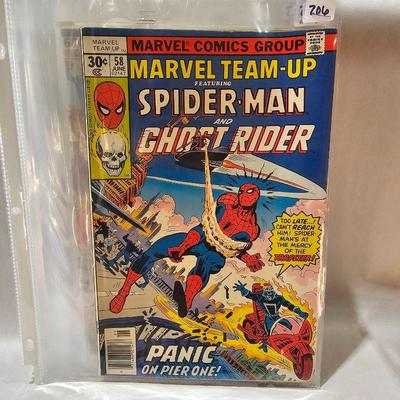 206
MARVEL TEAM UP
MARVEL COMICS GROUP
30¢
58
JUNE
02147
MARVEL TEAM-UP
FEATURING
SPIDER-MAN
AND
GHOST RIDER
TOO LATE..!
CAN'T REACH
HIM! SPIDER-
MAN'S AT
THE MERCY
OF THE
TRAPSTER!
PANIC
ON PIER ONE!